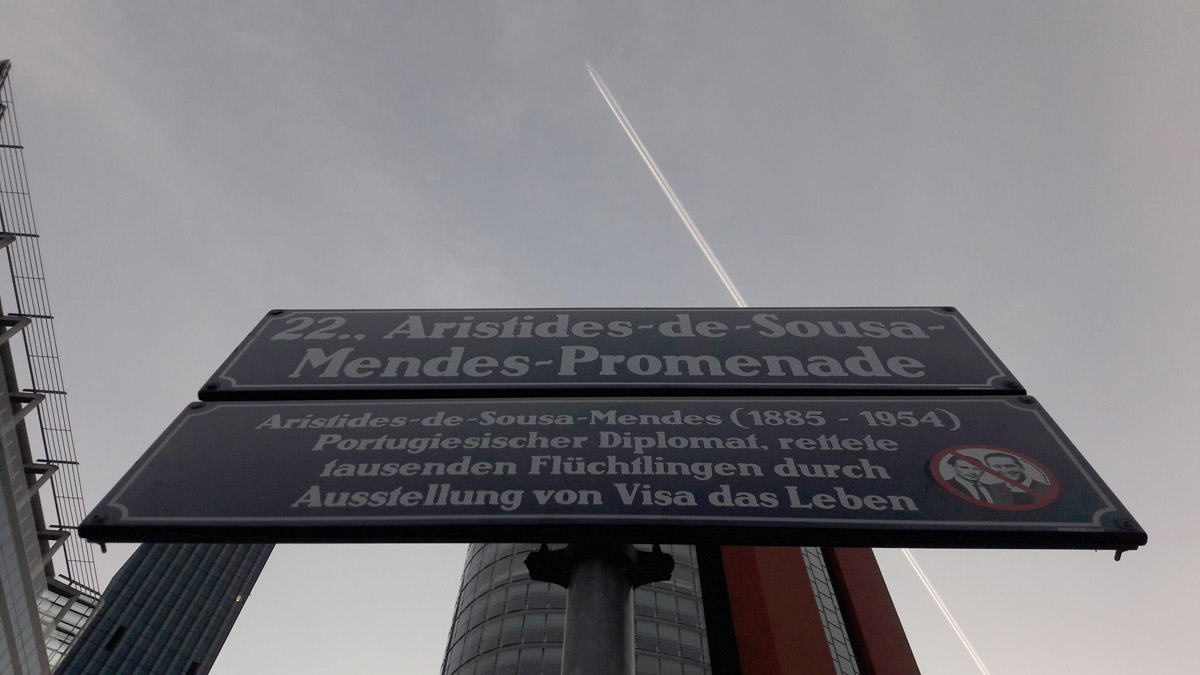 22., Aristides-de-Sousa-
Mendes-Promenade
Aristides-de-Sousa-Mendes (1885 - 1954)
Portugiesischer Diplomat, rettete
tausenden Flüchtlingen durch
Ausstellung von Visa das Leben